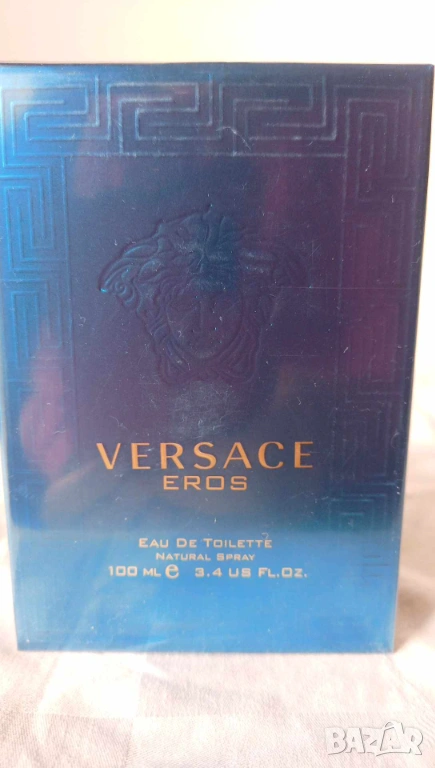 VERSACE
EROS
EAU DE TOILETTE
NATURAL SPRAY
100 ML e 3.4 US FL.OZ.
BAZAR